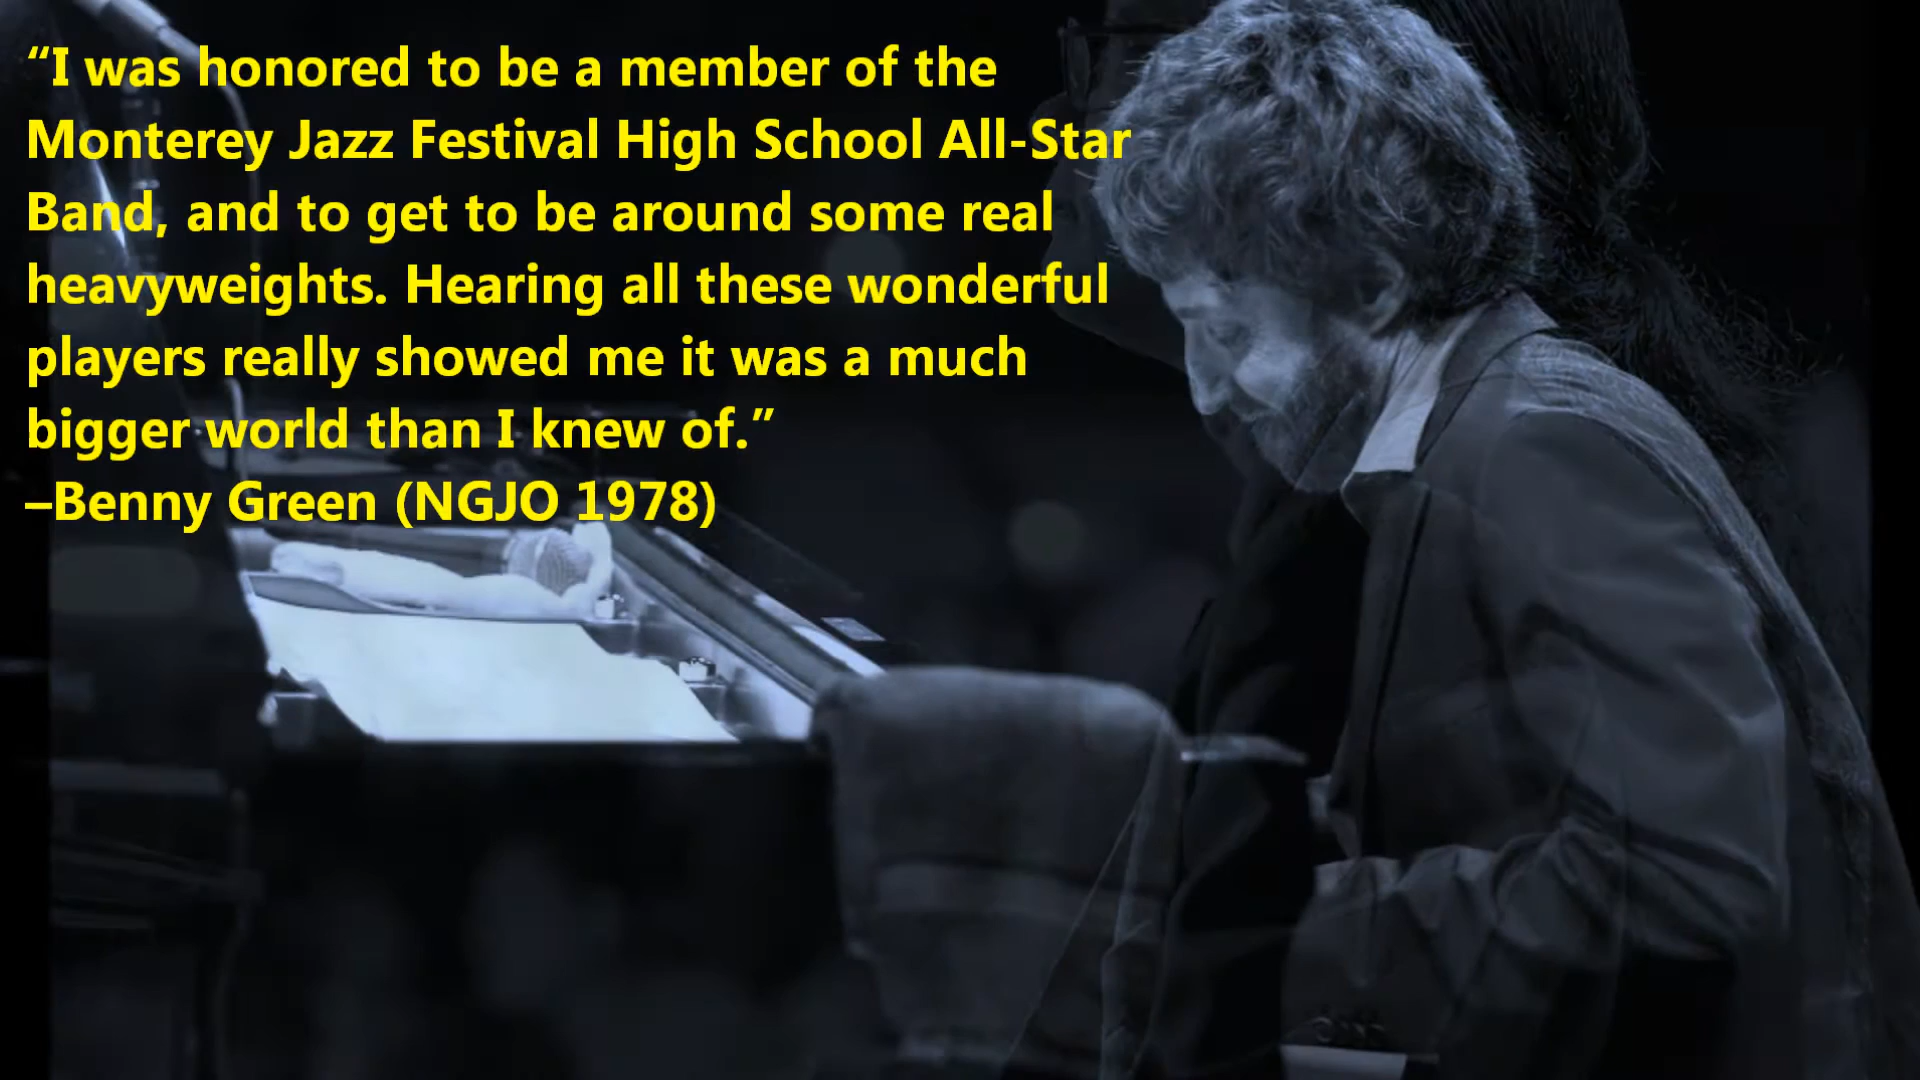 “I was honored to be a member of the
Monterey Jazz Festival High School All-Star
Band, and to get to be around some real
heavyweights. Hearing all these wonderful
players really showed me it was a much
bigger world than I knew of.”
–Benny Green (NGJO 1978)